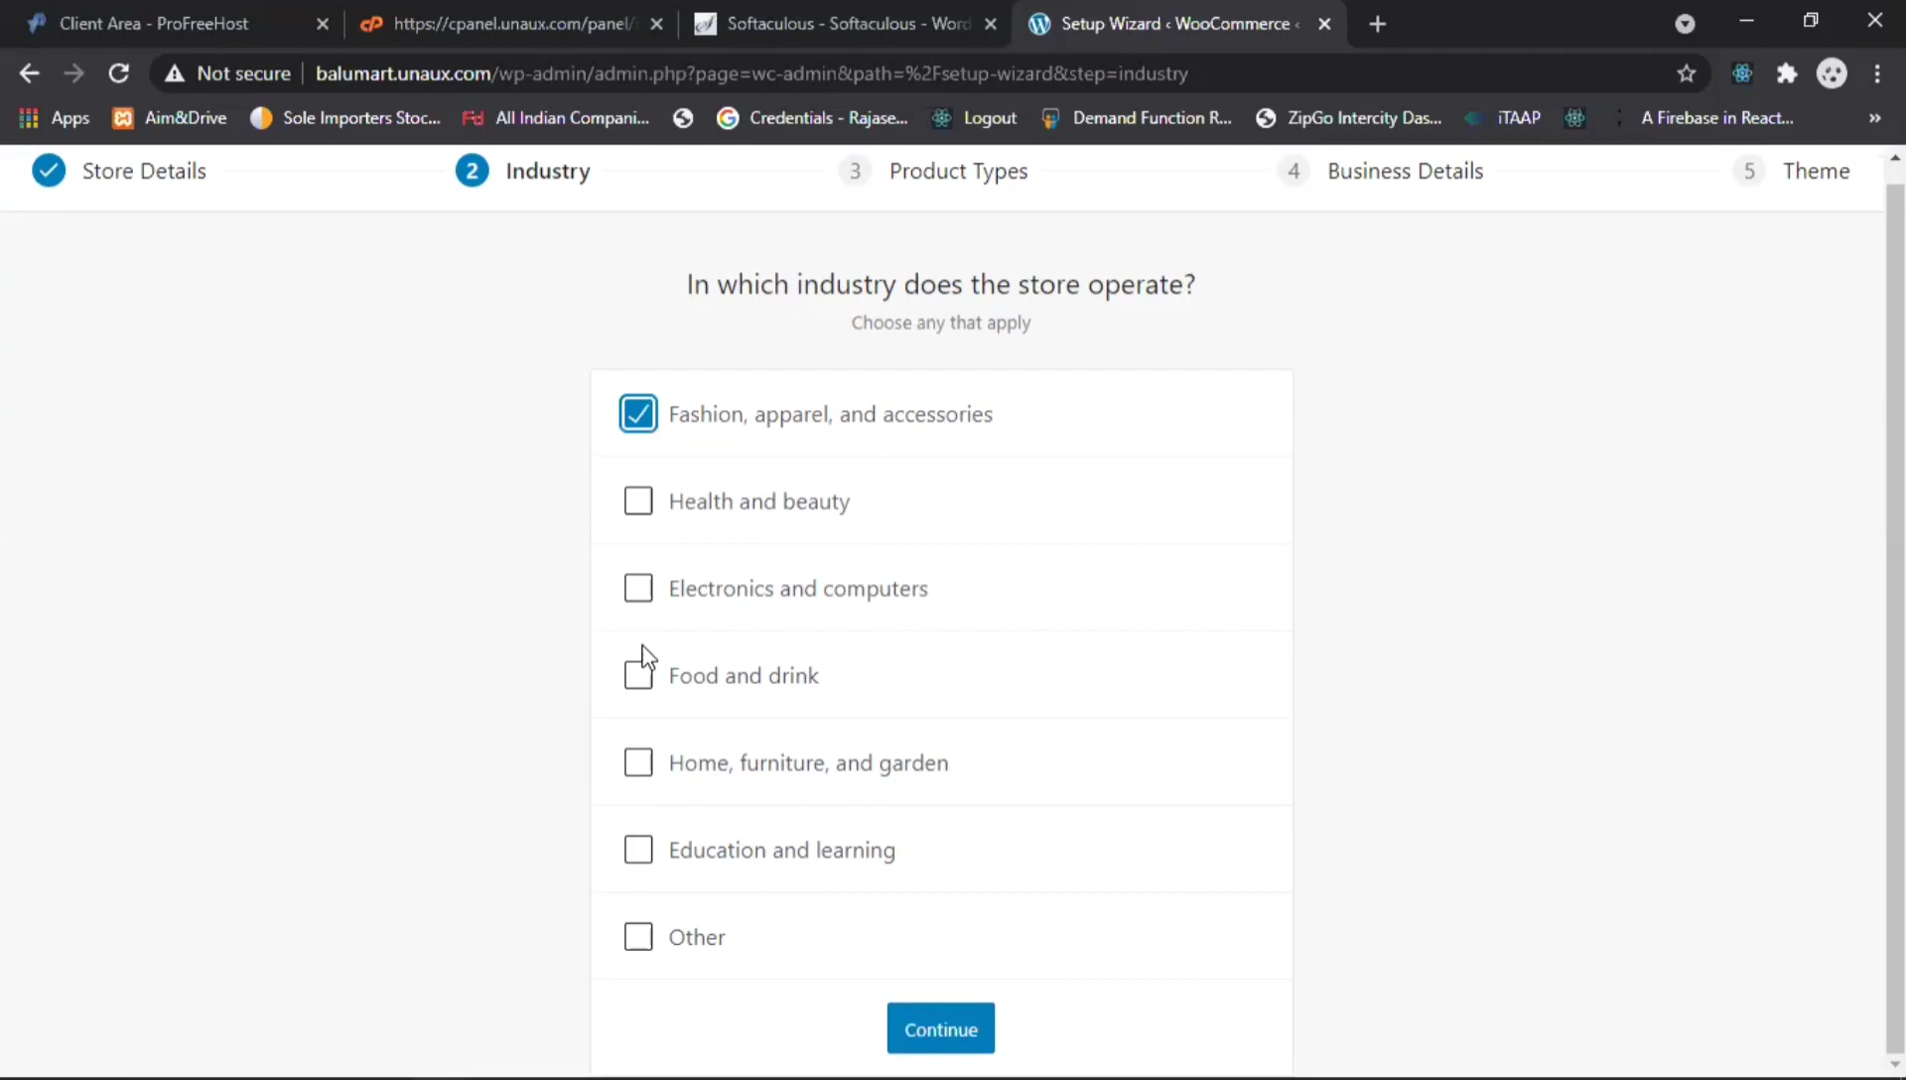 Client Area - ProFreeHost
https://cpanel.unaux.com/panel/
Softaculous - Softaculous - Word
Setup Wizard ‹ WooCommerce ‹
Not secure
balumart.unaux.com/wp-admin/admin.php?page=wc-admin&path=%2Fsetup-wizard&step=industry
Apps
Aim&Drive
Sole Importers Stoc...
All Indian Compani...
Credentials - Rajase...
Logout
Demand Function R...
ZipGo Intercity Das...
iTAAP
A Firebase in React...
Store Details
2 Industry
3 Product Types
4 Business Details
5 Theme
In which industry does the store operate?
Choose any that apply
Fashion, apparel, and accessories
Health and beauty
Electronics and computers
Food and drink
Home, furniture, and garden
Education and learning
Other
Continue